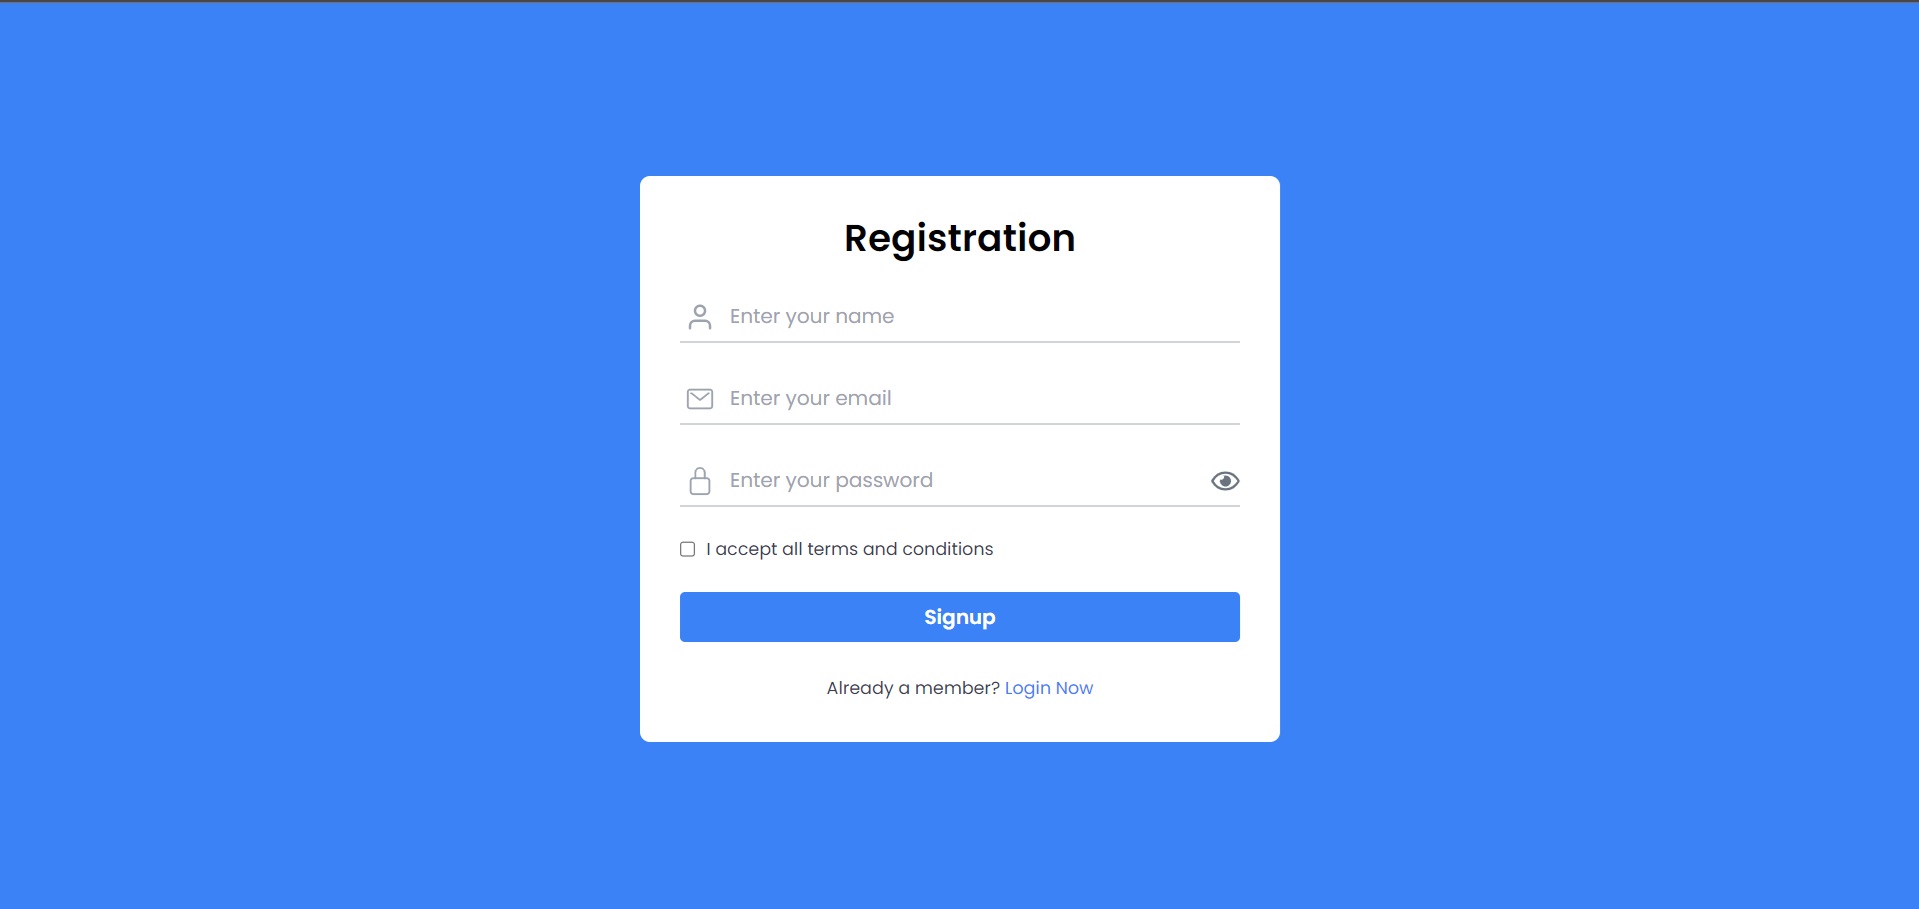 Registration
Enter your name
Enter your email
Enter your password
I accept all terms and conditions
Signup
Already a member? Login Now